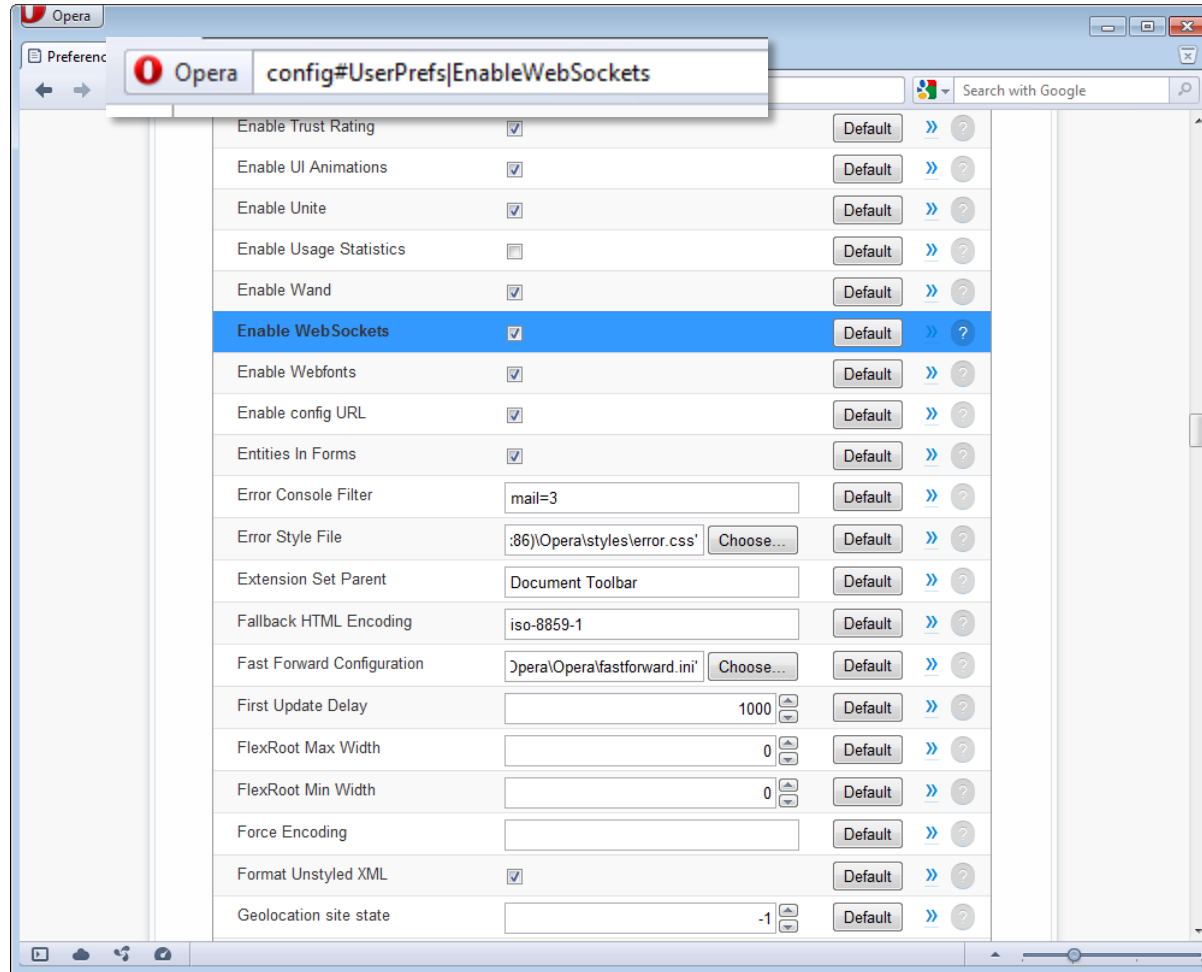 Opera
Preferenc
Opera config#UserPrefs|EnableWebSockets
Search with Google
Enable Trust Rating Default » ?
Enable UI Animations Default » ?
Enable Unite Default » ?
Enable Usage Statistics Default » ?
Enable Wand Default » ?
Enable WebSockets Default » ?
Enable Webfonts Default » ?
Enable config URL Default » ?
Entities In Forms Default » ?
Error Console Filter mail=3 Default » ?
Error Style File :86)\Opera\styles\error.css' Choose... Default » ?
Extension Set Parent Document Toolbar Default » ?
Fallback HTML Encoding iso-8859-1 Default » ?
Fast Forward Configuration Opera\Opera\fastforward.ini' Choose... Default » ?
First Update Delay 1000 Default » ?
FlexRoot Max Width 0 Default » ?
FlexRoot Min Width 0 Default » ?
Force Encoding Default » ?
Format Unstyled XML Default » ?
Geolocation site state -1 Default » ?